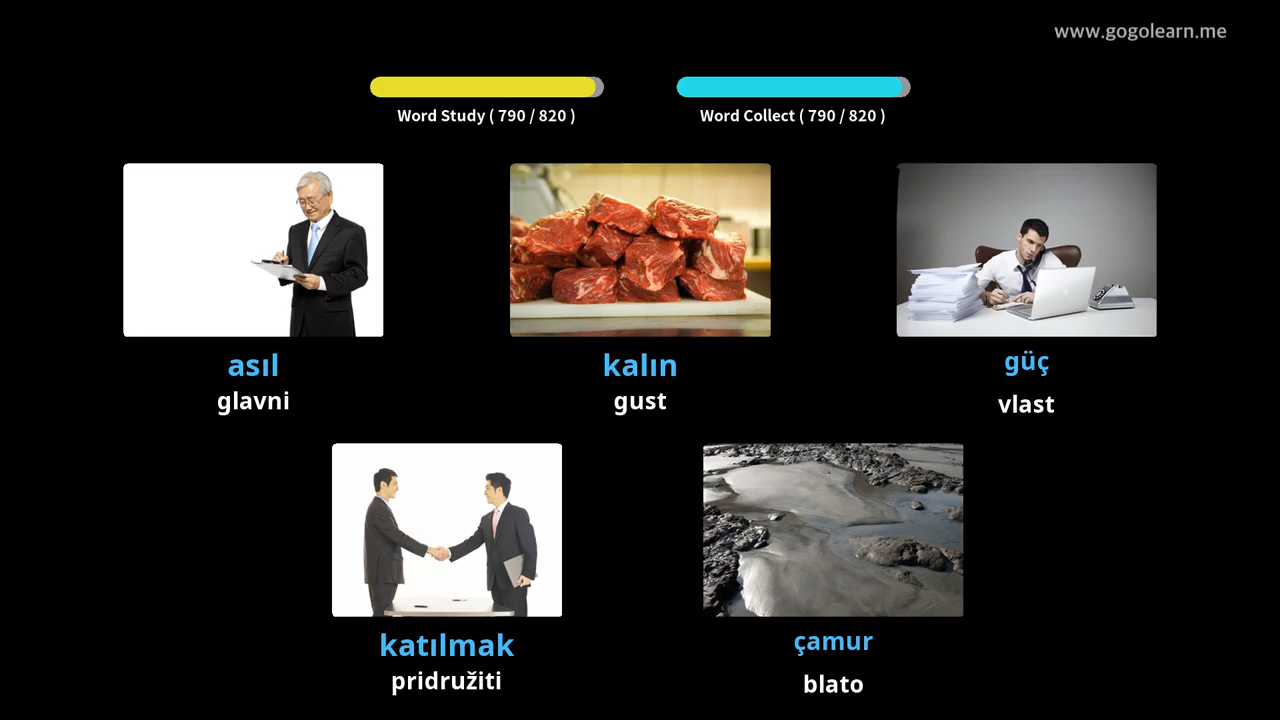 www.gogolearn.me
Word Study ( 790 / 820 )
Word Collect ( 790 / 820 )
asıl
glavni
kalın
gust
güç
vlast
katılmak
pridružiti
çamur
blato